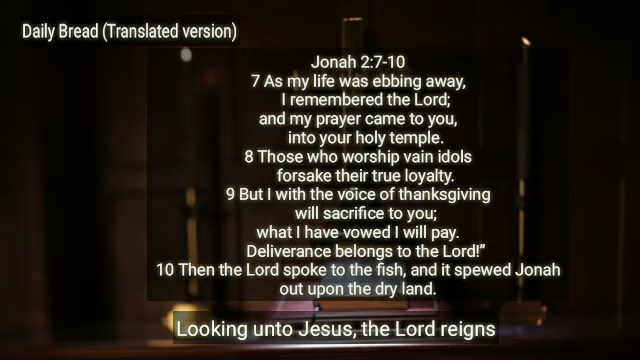 Daily Bread (Translated version)
Jonah 2:7-10
7 As my life was ebbing away,
I remembered the Lord;
and my prayer came to you,
into your holy temple.
8 Those who worship vain idols
forsake their true loyalty.
9 But I with the voice of thanksgiving
will sacrifice to you;
what I have vowed I will pay.
Deliverance belongs to the Lord!”
10 Then the Lord spoke to the fish, and it spewed Jonah
out upon the dry land.
Looking unto Jesus, the Lord reigns